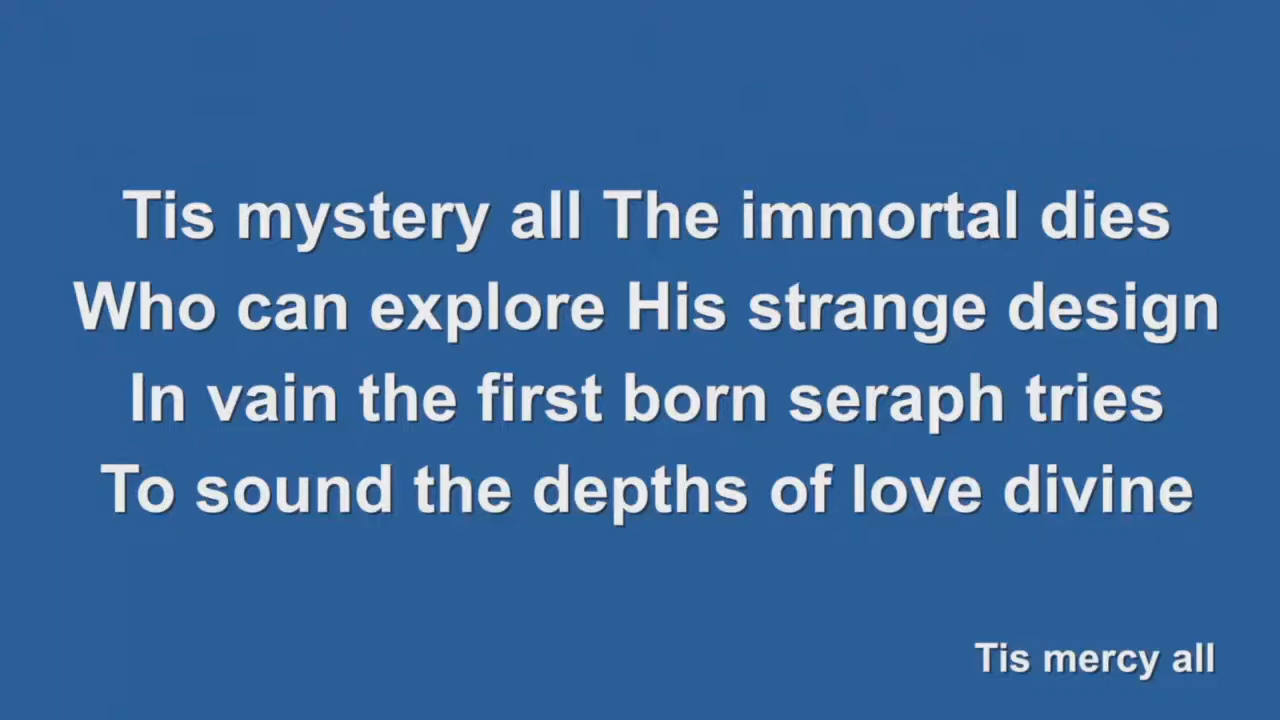 Tis mystery all The immortal dies
Who can explore His strange design
In vain the first born seraph tries
To sound the depths of love divine
Tis mercy all